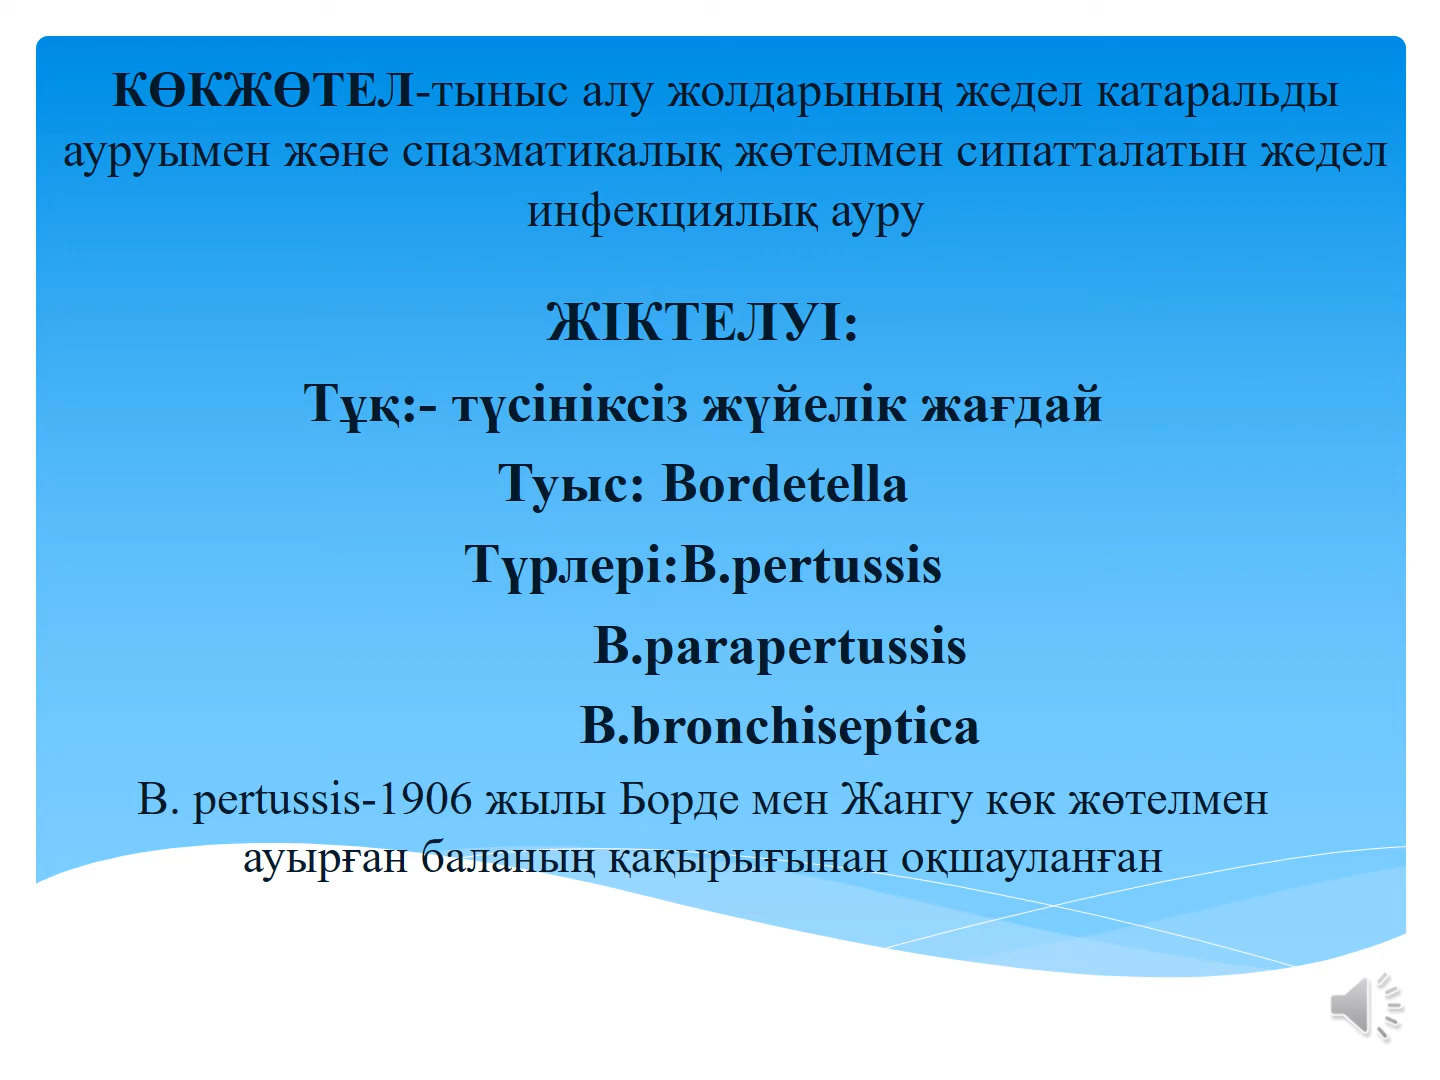 КӨКЖӨТЕЛ-тыныс алу жолдарының жедел катаральды
ауруымен және спазматикалық жөтелмен сипатталатын жедел
инфекциялық ауру
ЖІКТЕЛУІ:
Тұқ:- түсініксіз жүйелік жағдай
Туыс: Bordetella
Түрлері:B.pertussis
B.parapertussis
B.bronchiseptica
B. pertussis-1906 жылы Борде мен Жангу көк жөтелмен
ауырған баланың қақырығынан оқшауланған